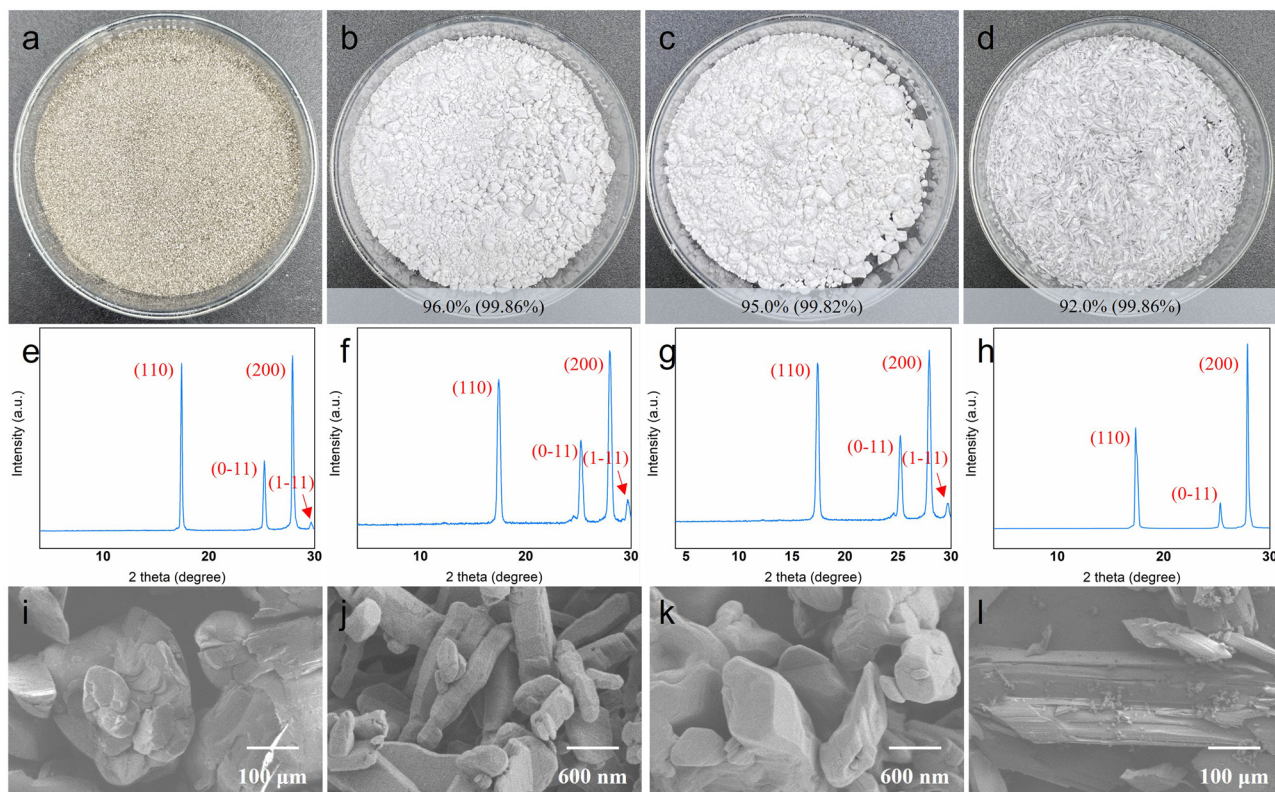 a
b
c
d
96.0% (99.86%)
95.0% (99.82%)
92.0% (99.86%)
e
(110)
(200)
(0-11)
(1-11)
Intensity (a.u.)
10
20
30
2 theta (degree)
f
(110)
(200)
(0-11)
(1-11)
Intensity (a.u.)
10
20
30
2 theta (degree)
g
(110)
(200)
(0-11)
(1-11)
Intensity (a.u.)
5
10
15
20
25
30
2 theta (degree)
h
(200)
(110)
(0-11)
Intensity (a.u.)
10
20
30
2 theta (degree)
i
100 μm
j
600 nm
k
600 nm
l
100 μm